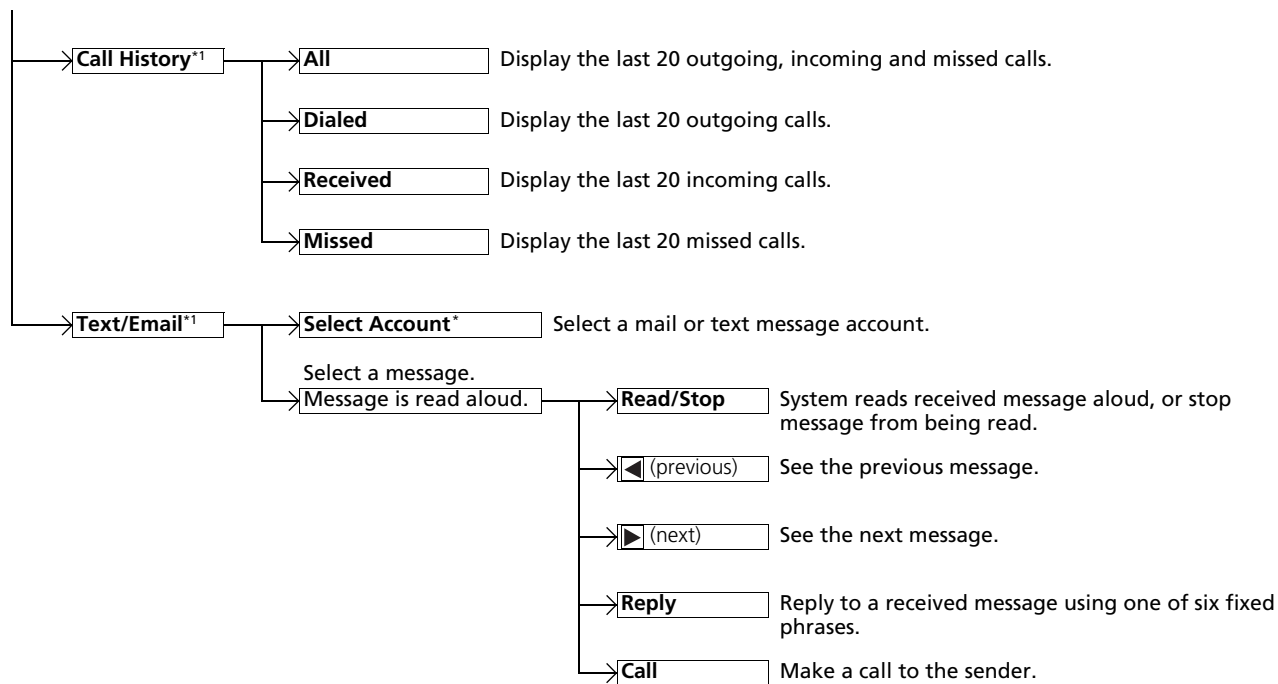 Call History*1
All
Display the last 20 outgoing, incoming and missed calls.
Dialed
Display the last 20 outgoing calls.
Received
Display the last 20 incoming calls.
Missed
Display the last 20 missed calls.
Text/Email*1
Select Account*
Select a mail or text message account.
Select a message.
Message is read aloud.
Read/Stop
System reads received message aloud, or stop
message from being read.
◀ (previous)
See the previous message.
▶ (next)
See the next message.
Reply
Reply to a received message using one of six fixed
phrases.
Call
Make a call to the sender.